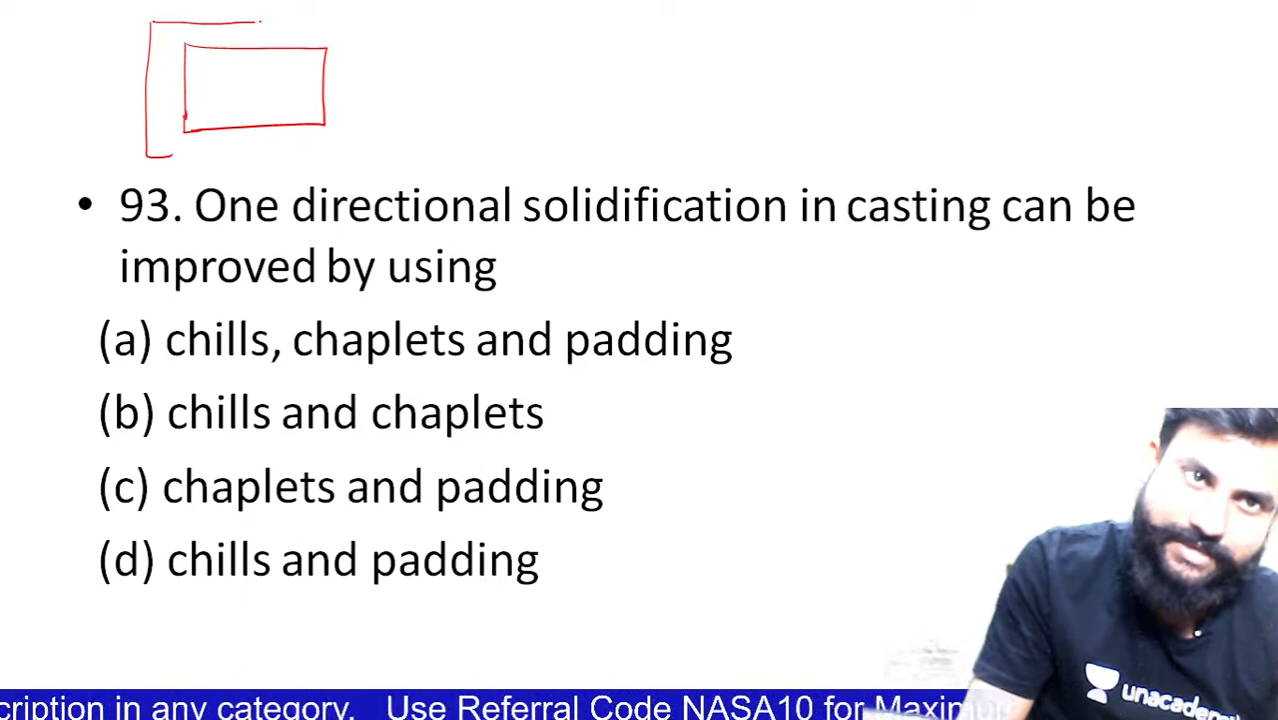 • 93. One directional solidification in casting can be
improved by using
(a) chills, chaplets and padding
(b) chills and chaplets
(c) chaplets and padding
(d) chills and padding
unacademy
cription in any category. Use Referral Code NASA10 for Maximu